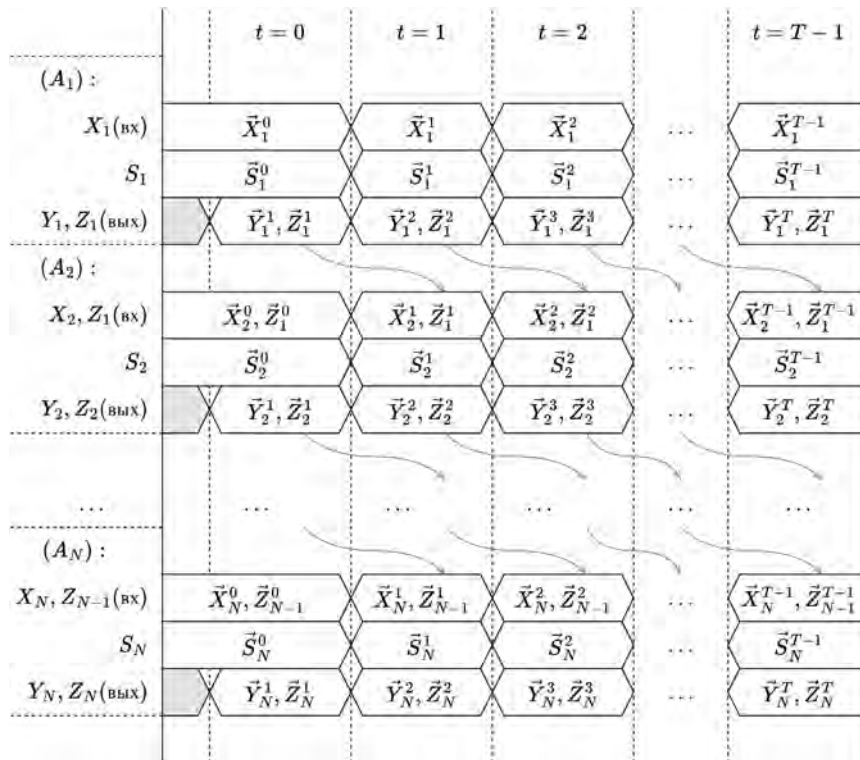 t = 0 t = 1 t = 2 t = T − 1
(A₁) :
X₁(вх) X⃗₁⁰ X⃗₁¹ X⃗₁² ... X⃗₁ᵀ⁻¹
S₁ S⃗₁⁰ S⃗₁¹ S⃗₁² ... S⃗₁ᵀ⁻¹
Y₁, Z₁(вых) Y⃗₁¹, Z⃗₁¹ Y⃗₁², Z⃗₁² Y⃗₁³, Z⃗₁³ ... Y⃗₁ᵀ, Z⃗₁ᵀ
(A₂) :
X₂, Z₁(вх) X⃗₂⁰, Z⃗₁⁰ X⃗₂¹, Z⃗₁¹ X⃗₂², Z⃗₁² ... X⃗₂ᵀ⁻¹, Z⃗₁ᵀ⁻¹
S₂ S⃗₂⁰ S⃗₂¹ S⃗₂² ... S⃗₂ᵀ⁻¹
Y₂, Z₂(вых) Y⃗₂¹, Z⃗₂¹ Y⃗₂², Z⃗₂² Y⃗₂³, Z⃗₂³ ... Y⃗₂ᵀ, Z⃗₂ᵀ
... ... ... ... ... ...
(A_N) :
X_N, Z_{N−1}(вх) X⃗_N⁰, Z⃗_{N−1}⁰ X⃗_N¹, Z⃗_{N−1}¹ X⃗_N², Z⃗_{N−1}² ... X⃗_Nᵀ⁻¹, Z⃗_{N−1}ᵀ⁻¹
S_N S⃗_N⁰ S⃗_N¹ S⃗_N² ... S⃗_Nᵀ⁻¹
Y_N, Z_N(вых) Y⃗_N¹, Z⃗_N¹ Y⃗_N², Z⃗_N² Y⃗_N³, Z⃗_N³ ... Y⃗_Nᵀ, Z⃗_Nᵀ